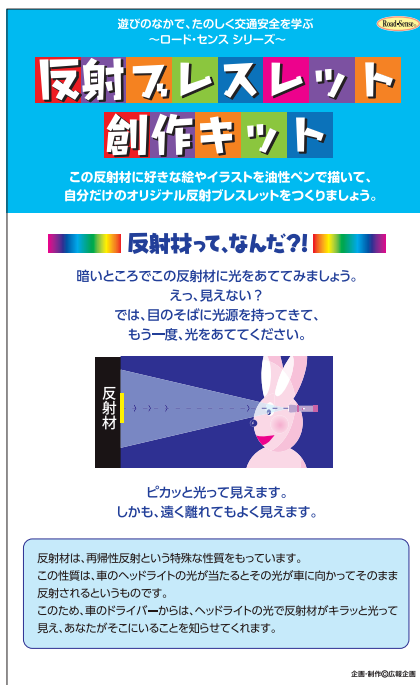 遊びのなかで、たのしく交通安全を学ぶ
～ロード・センス シリーズ～
Road・Sense
反射ブレスレット
創作キット
この反射材に好きな絵やイラストを油性ペンで描いて、
自分だけのオリジナル反射ブレスレットをつくりましょう。
反射材って、なんだ?!
暗いところでこの反射材に光をあててみましょう。
えっ、見えない？
では、目のそばに光源を持ってきて、
もう一度、光をあててください。
反射材
ピカッと光って見えます。
しかも、遠く離れてもよく見えます。
反射材は、再帰性反射という特殊な性質をもっています。
この性質は、車のヘッドライトの光が当たるとその光が車に向かってそのまま
反射されるというものです。
このため、車のドライバーからは、ヘッドライトの光で反射材がキラッと光って
見え、あなたがそこにいることを知らせてくれます。
企画・制作©広報企画